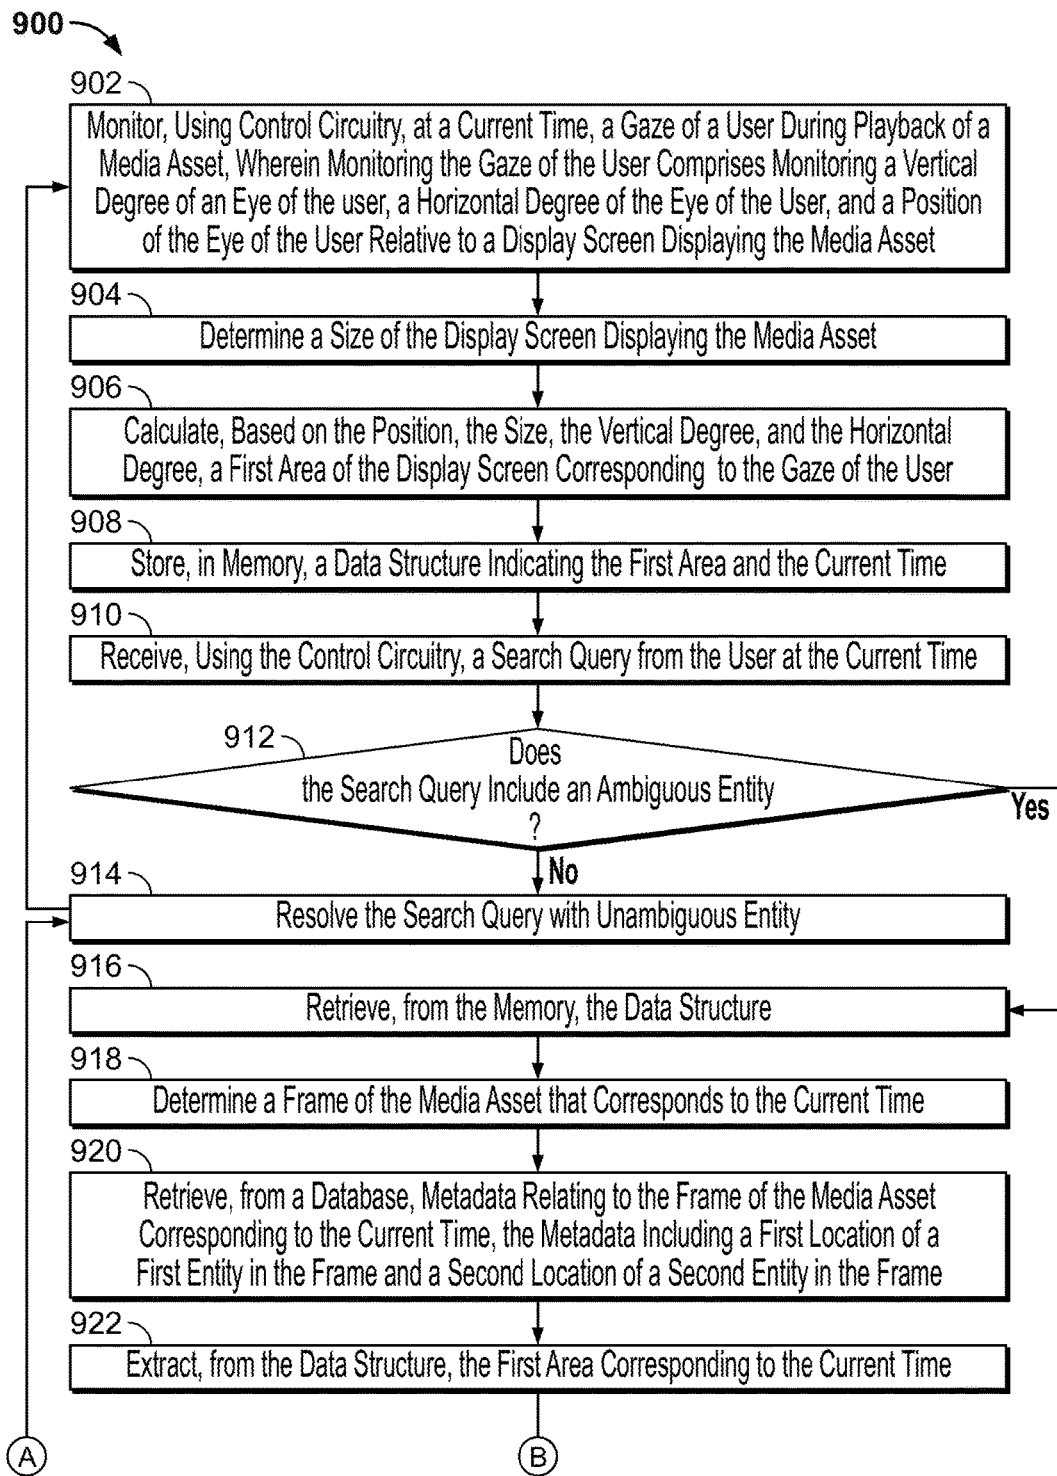 900
902
Monitor, Using Control Circuitry, at a Current Time, a Gaze of a User During Playback of a
Media Asset, Wherein Monitoring the Gaze of the User Comprises Monitoring a Vertical
Degree of an Eye of the user, a Horizontal Degree of the Eye of the User, and a Position
of the Eye of the User Relative to a Display Screen Displaying the Media Asset
904
Determine a Size of the Display Screen Displaying the Media Asset
906
Calculate, Based on the Position, the Size, the Vertical Degree, and the Horizontal
Degree, a First Area of the Display Screen Corresponding to the Gaze of the User
908
Store, in Memory, a Data Structure Indicating the First Area and the Current Time
910
Receive, Using the Control Circuitry, a Search Query from the User at the Current Time
912
Does
the Search Query Include an Ambiguous Entity
?
Yes
No
914
Resolve the Search Query with Unambiguous Entity
916
Retrieve, from the Memory, the Data Structure
918
Determine a Frame of the Media Asset that Corresponds to the Current Time
920
Retrieve, from a Database, Metadata Relating to the Frame of the Media Asset
Corresponding to the Current Time, the Metadata Including a First Location of a
First Entity in the Frame and a Second Location of a Second Entity in the Frame
922
Extract, from the Data Structure, the First Area Corresponding to the Current Time
A
B